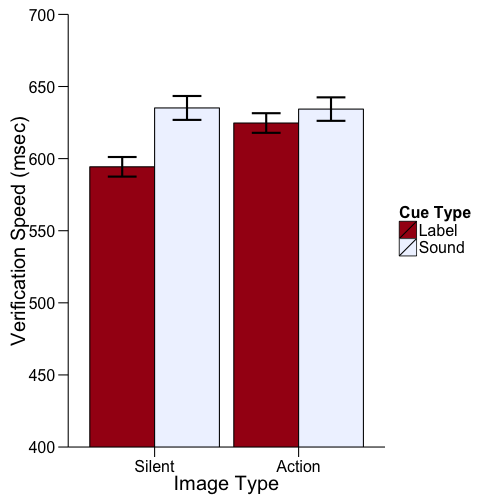 700
650
600
550
500
450
400
Verification Speed (msec)
Silent
Action
Image Type
Cue Type
Label
Sound